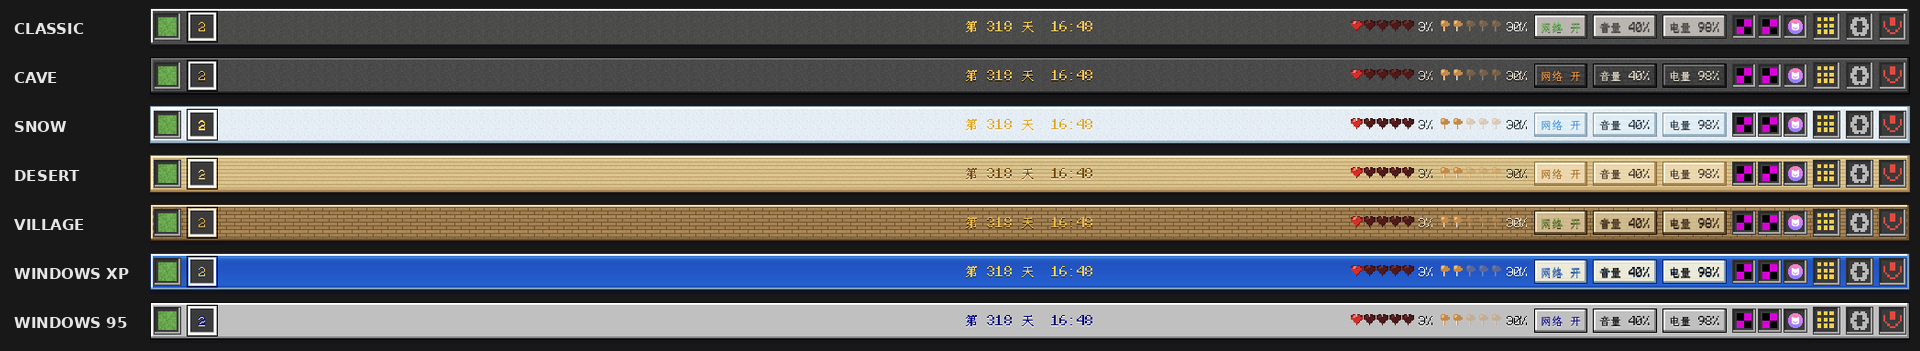 CLASSIC 2 第 318 天 16:48 3% 30% 网络 开 音量 40% 电量 98%
CAVE 2 第 318 天 16:48 3% 30% 网络 开 音量 40% 电量 98%
SNOW 2 第 318 天 16:48 3% 30% 网络 开 音量 40% 电量 98%
DESERT 2 第 318 天 16:48 3% 30% 网络 开 音量 40% 电量 98%
VILLAGE 2 第 318 天 16:48 3% 30% 网络 开 音量 40% 电量 98%
WINDOWS XP 2 第 318 天 16:48 3% 30% 网络 开 音量 40% 电量 98%
WINDOWS 95 2 第 318 天 16:48 3% 30% 网络 开 音量 40% 电量 98%